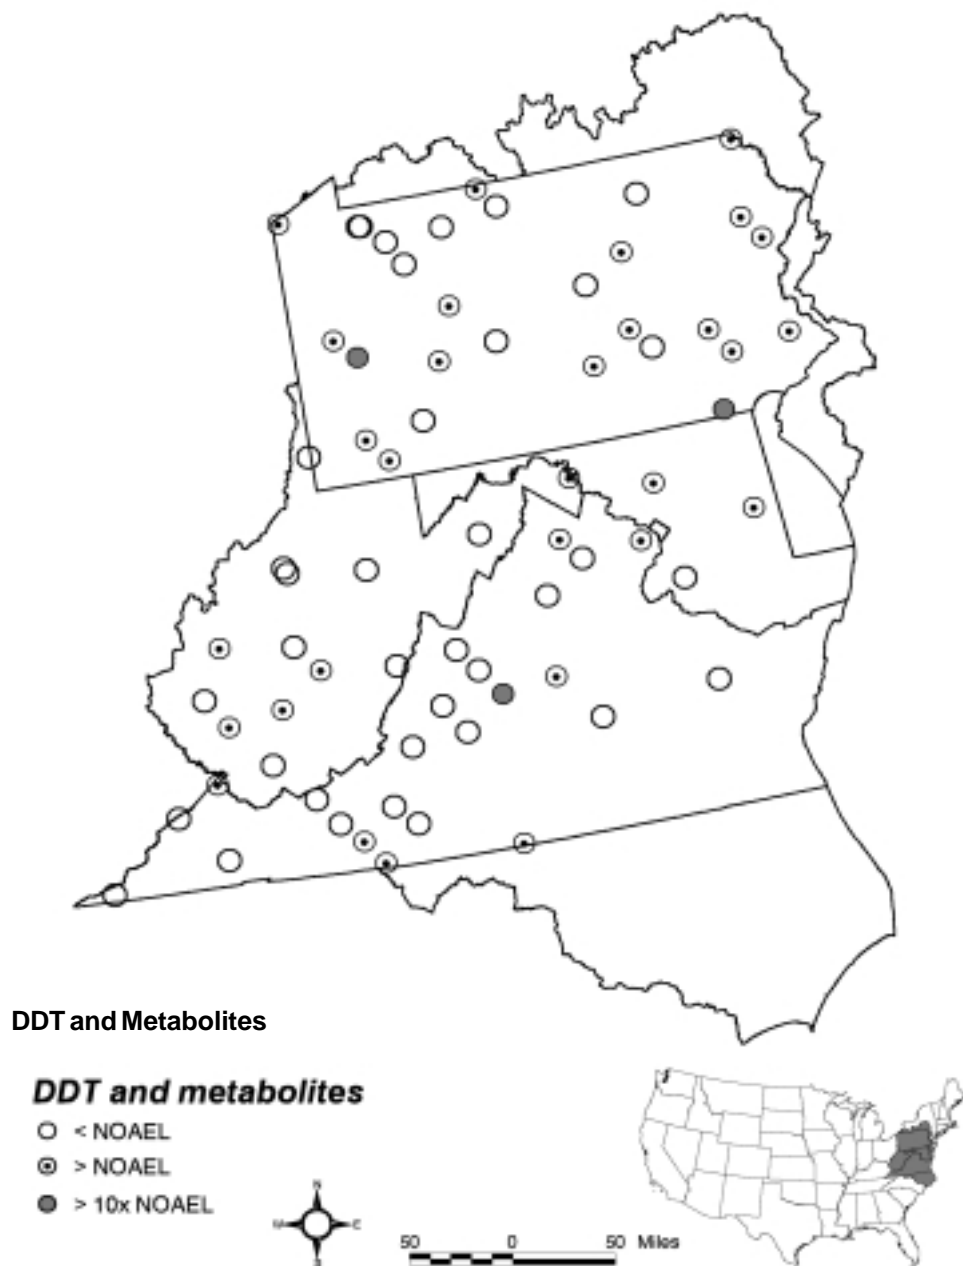 DDT and Metabolites
DDT and metabolites
< NOAEL
> NOAEL
> 10x NOAEL
N
E
S
50 0 50 Miles